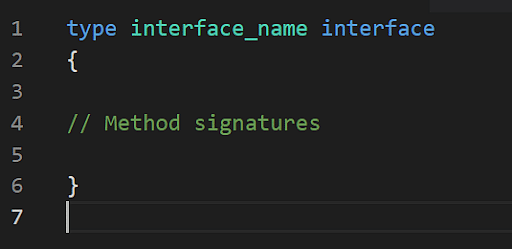 1 type interface_name interface
2 {
3
4 // Method signatures
5
6 }
7